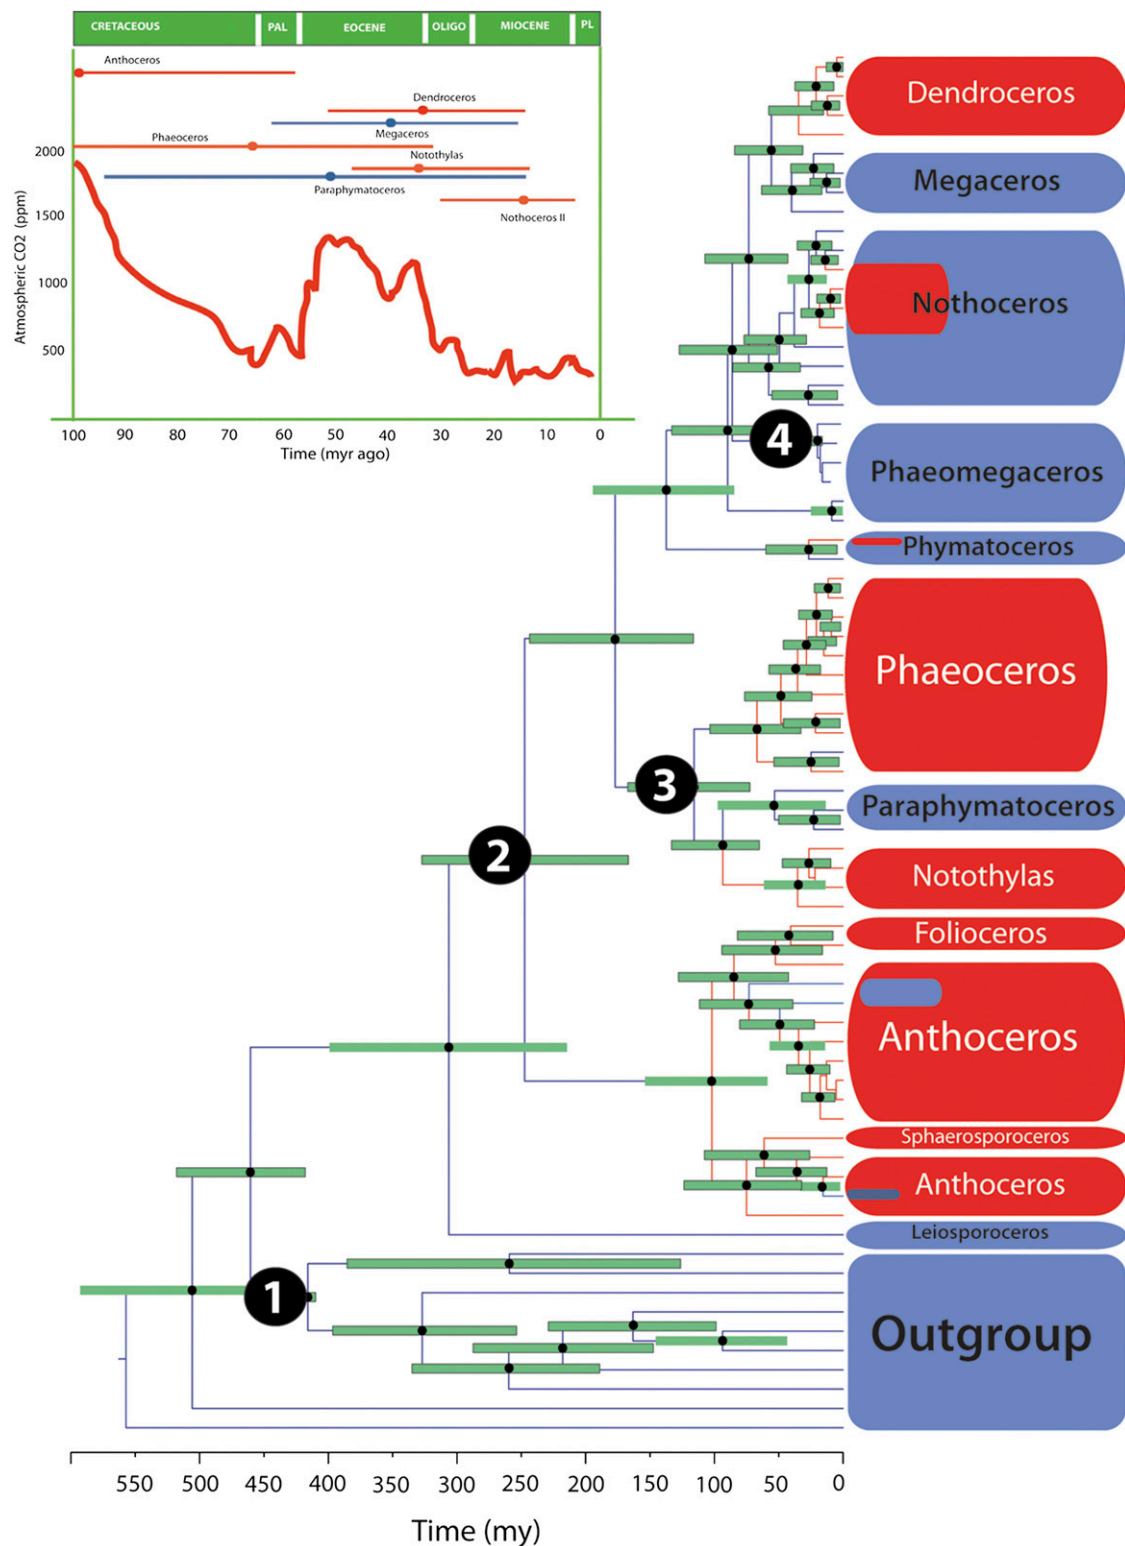 CRETACEOUS PAL EOCENE OLIGO MIOCENE PL
Anthoceros
Dendroceros
Megaceros
Phaeoceros
Notothylas
Paraphymatoceros
Nothoceros II
Atmospheric CO2 (ppm)
2000
1500
1000
500
100 90 80 70 60 50 40 30 20 10 0
Time (myr ago)
Dendroceros
Megaceros
Nothoceros
4
Phaeomegaceros
Phymatoceros
Phaeoceros
3
Paraphymatoceros
2
Notothylas
Folioceros
Anthoceros
Sphaerosporoceros
Anthoceros
Leiosporoceros
1
Outgroup
550 500 450 400 350 300 250 200 150 100 50 0
Time (my)